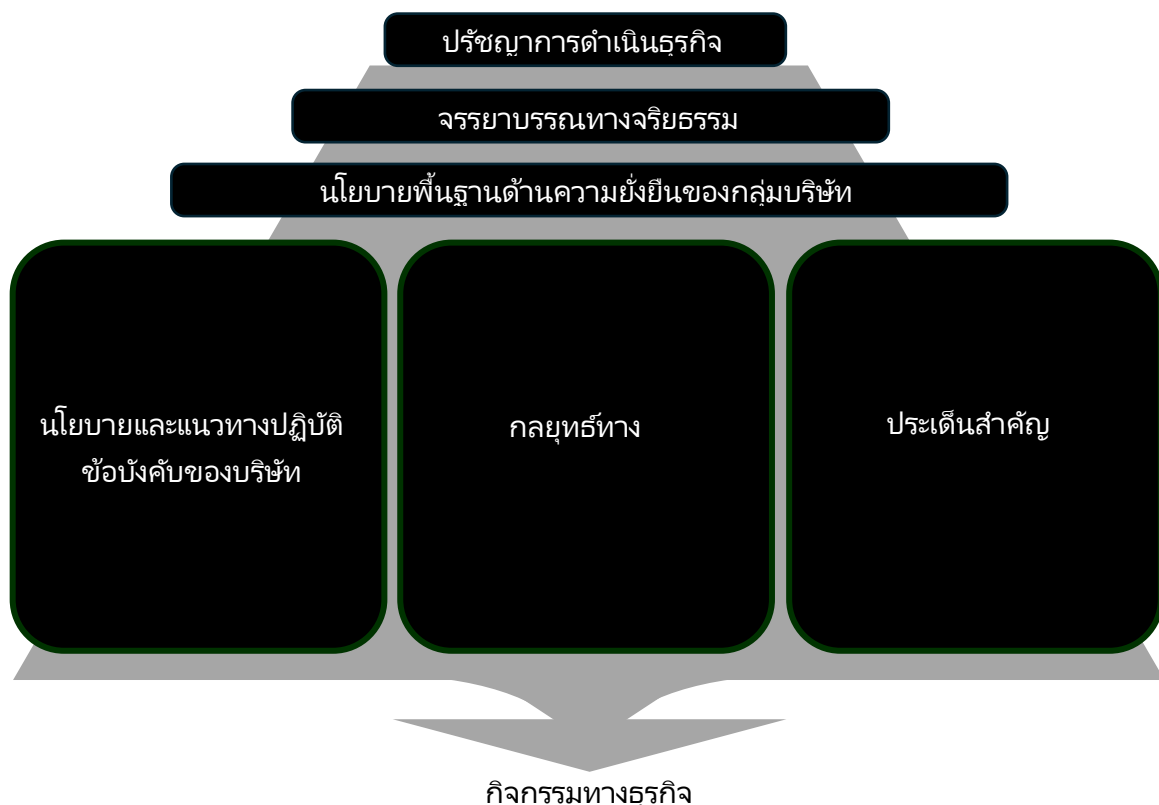 ปรัชญาการดำเนินธุรกิจ
จรรยาบรรณทางจริยธรรม
นโยบายพื้นฐานด้านความยั่งยืนของกลุ่มบริษัท
นโยบายและแนวทางปฏิบัติ
ข้อบังคับของบริษัท
กลยุทธ์ทาง
ประเด็นสำคัญ
กิจกรรมทางธุรกิจ